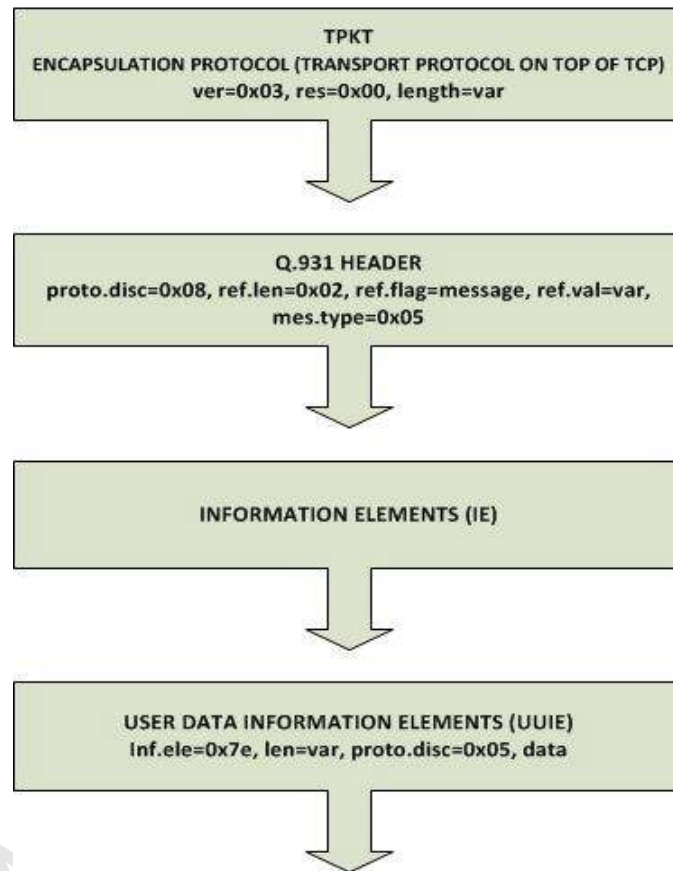 TPKT
ENCAPSULATION PROTOCOL (TRANSPORT PROTOCOL ON TOP OF TCP)
ver=0x03, res=0x00, length=var
Q.931 HEADER
proto.disc=0x08, ref.len=0x02, ref.flag=message, ref.val=var,
mes.type=0x05
INFORMATION ELEMENTS (IE)
USER DATA INFORMATION ELEMENTS (UUIE)
Inf.ele=0x7e, len=var, proto.disc=0x05, data